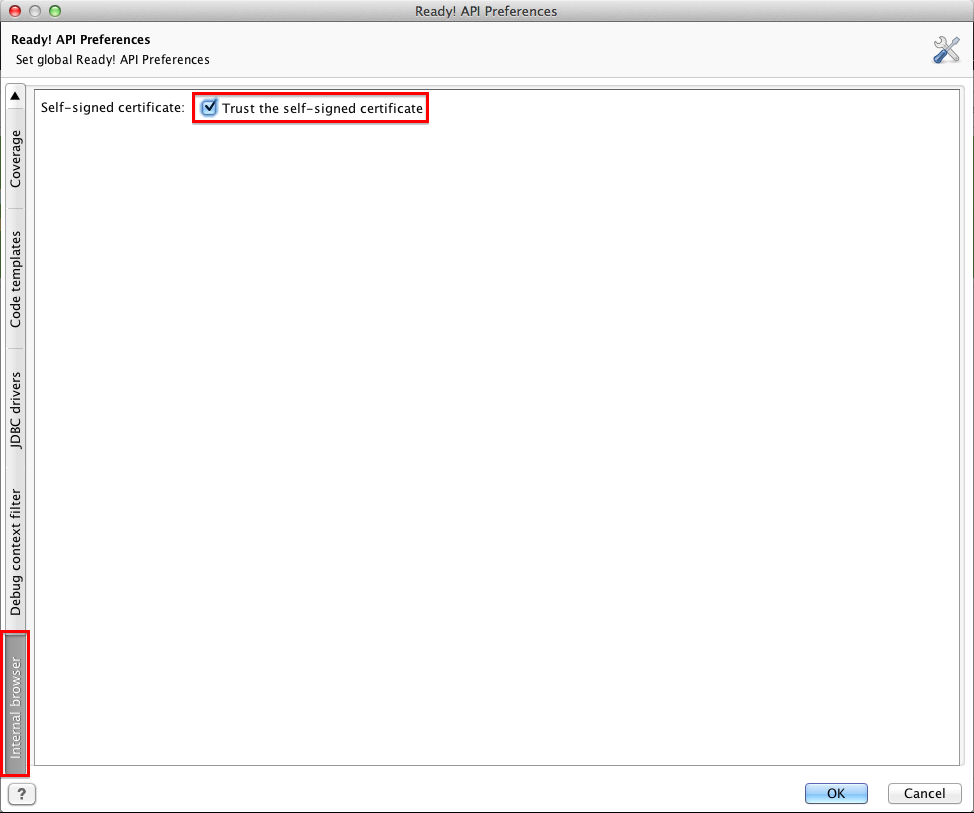 Ready! API Preferences
Ready! API Preferences
Set global Ready! API Preferences
Self-signed certificate:
Trust the self-signed certificate
Coverage
Code templates
JDBC drivers
Debug context filter
Internal browser
?
OK
Cancel